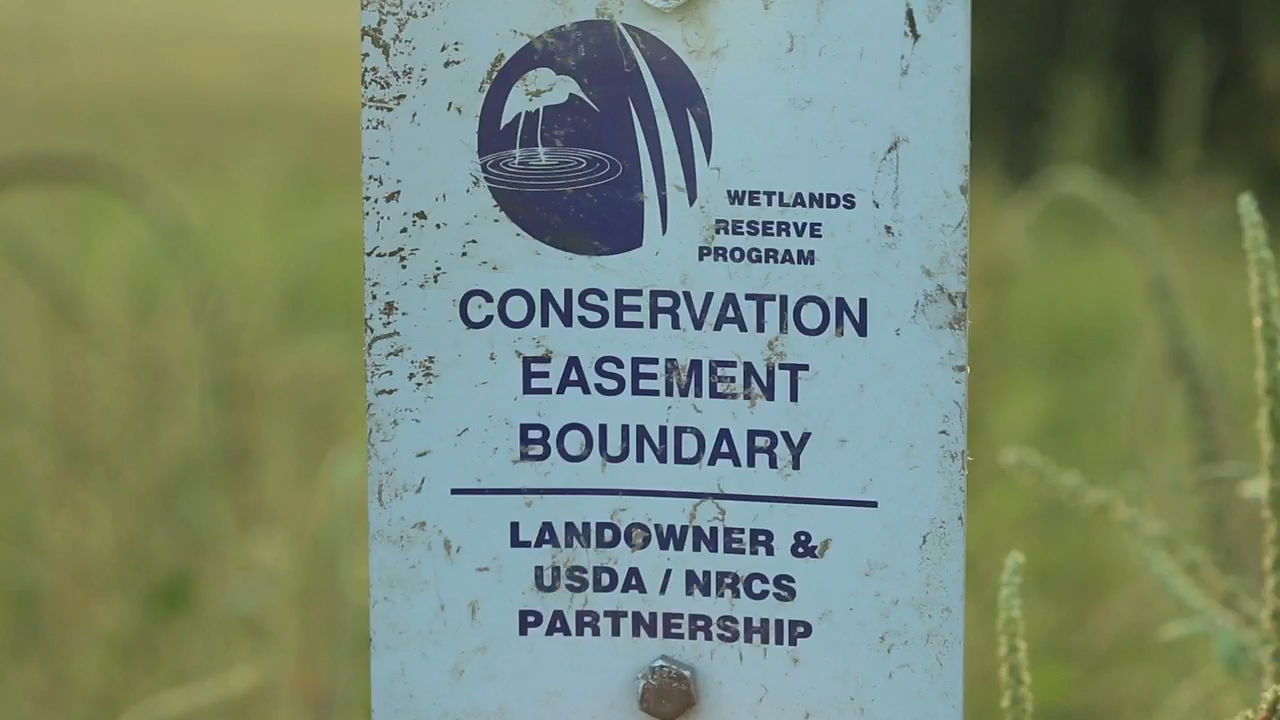 WETLANDS
RESERVE
PROGRAM
CONSERVATION
EASEMENT
BOUNDARY
LANDOWNER &
USDA / NRCS
PARTNERSHIP